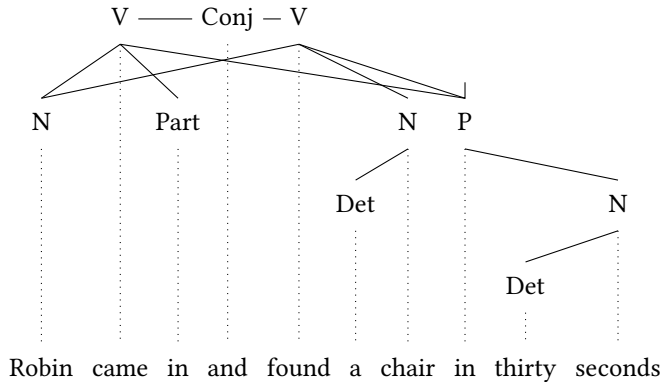 V Conj V
N Part N P
Det N
Det
Robin came in and found a chair in thirty seconds